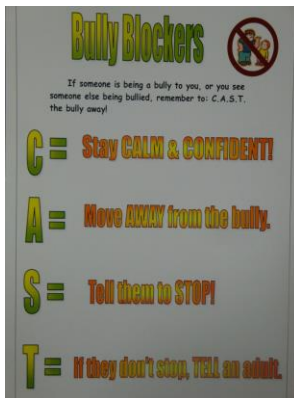 Bully Blockers
If someone is being a bully to you, or you see
someone else being bullied, remember to: C.A.S.T.
the bully away!
C = Stay CALM & CONFIDENT!
A = Move AWAY from the bully.
S = Tell them to STOP!
T = If they don't stop, TELL an adult.